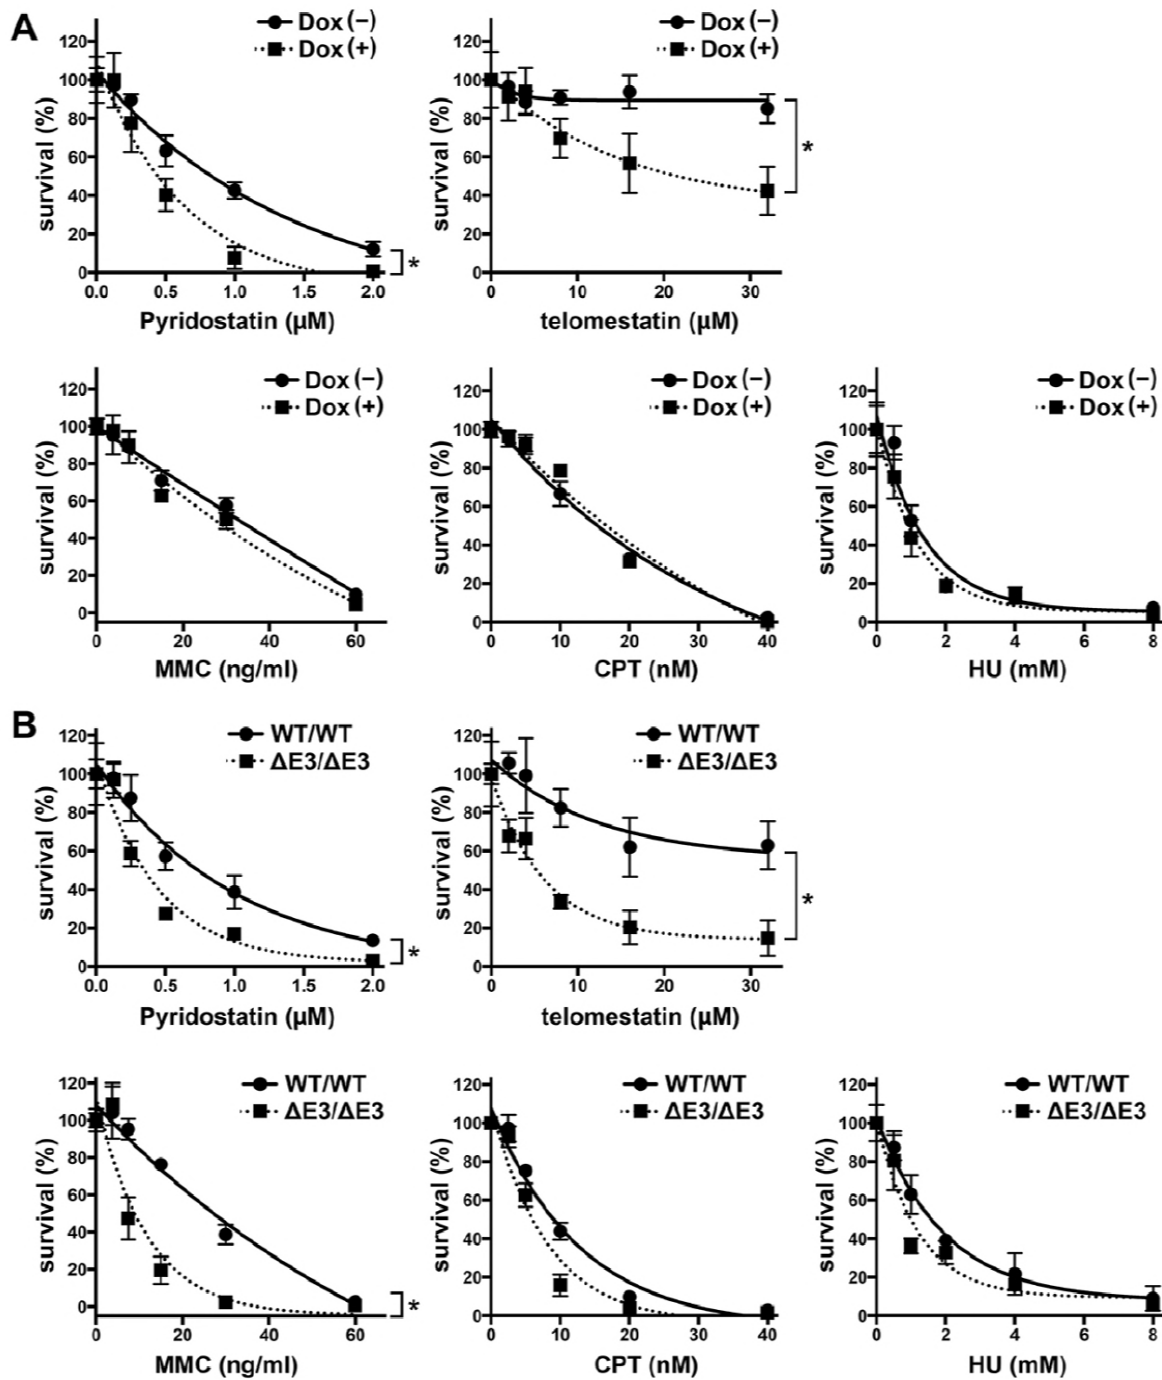 A
Dox (−)
Dox (+)
survival (%)
120
100
80
60
40
20
0
0.0 0.5 1.0 1.5 2.0
Pyridostatin (µM)
*
Dox (−)
Dox (+)
survival (%)
120
100
80
60
40
20
0
0 10 20 30
telomestatin (µM)
*
Dox (−)
Dox (+)
survival (%)
120
100
80
60
40
20
0
0 20 40 60
MMC (ng/ml)
Dox (−)
Dox (+)
survival (%)
120
100
80
60
40
20
0
0 10 20 30 40
CPT (nM)
Dox (−)
Dox (+)
survival (%)
120
100
80
60
40
20
0
0 2 4 6 8
HU (mM)
B
WT/WT
ΔE3/ΔE3
survival (%)
120
100
80
60
40
20
0
0.0 0.5 1.0 1.5 2.0
Pyridostatin (µM)
*
WT/WT
ΔE3/ΔE3
survival (%)
120
100
80
60
40
20
0
0 10 20 30
telomestatin (µM)
*
WT/WT
ΔE3/ΔE3
survival (%)
120
100
80
60
40
20
0
0 20 40 60
MMC (ng/ml)
*
WT/WT
ΔE3/ΔE3
survival (%)
120
100
80
60
40
20
0
0 10 20 30 40
CPT (nM)
WT/WT
ΔE3/ΔE3
survival (%)
120
100
80
60
40
20
0
0 2 4 6 8
HU (mM)